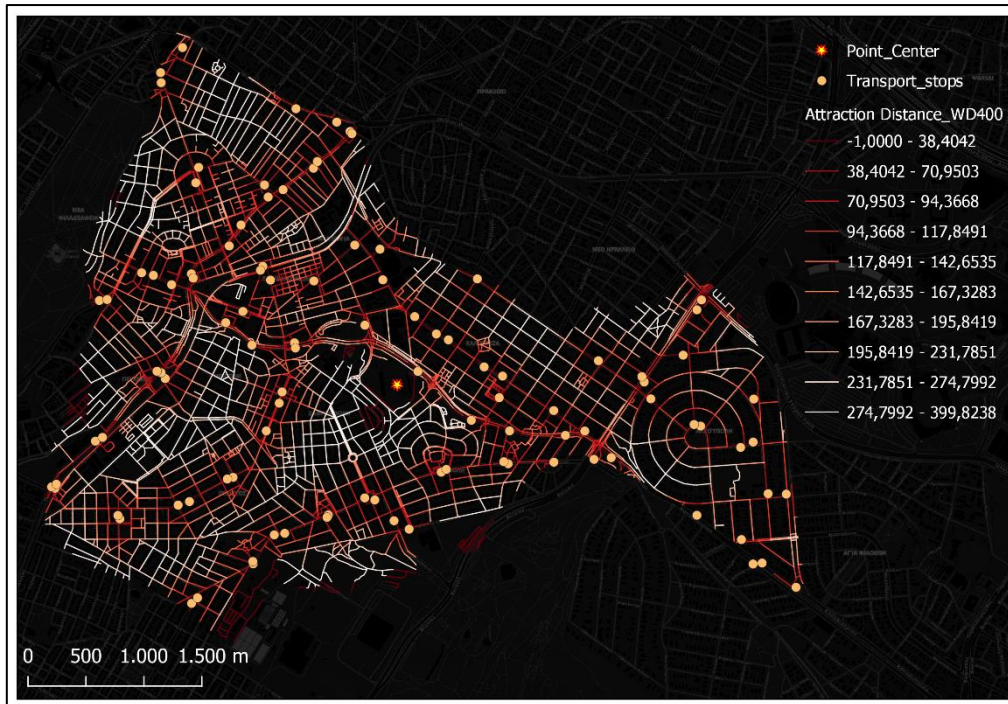 Point_Center
Transport_stops
Attraction Distance_WD400
-1,0000 - 38,4042
38,4042 - 70,9503
70,9503 - 94,3668
94,3668 - 117,8491
117,8491 - 142,6535
142,6535 - 167,3283
167,3283 - 195,8419
195,8419 - 231,7851
231,7851 - 274,7992
274,7992 - 399,8238
0 500 1.000 1.500 m